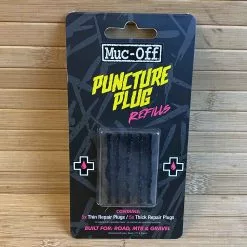 Muc-Off
PUNCTURE
PLUG
REFILLS
CONTAINS
5x Thin Repair Plugs / 5x Thick Repair Plugs
BUILT FOR: ROAD, MTB & GRAVEL